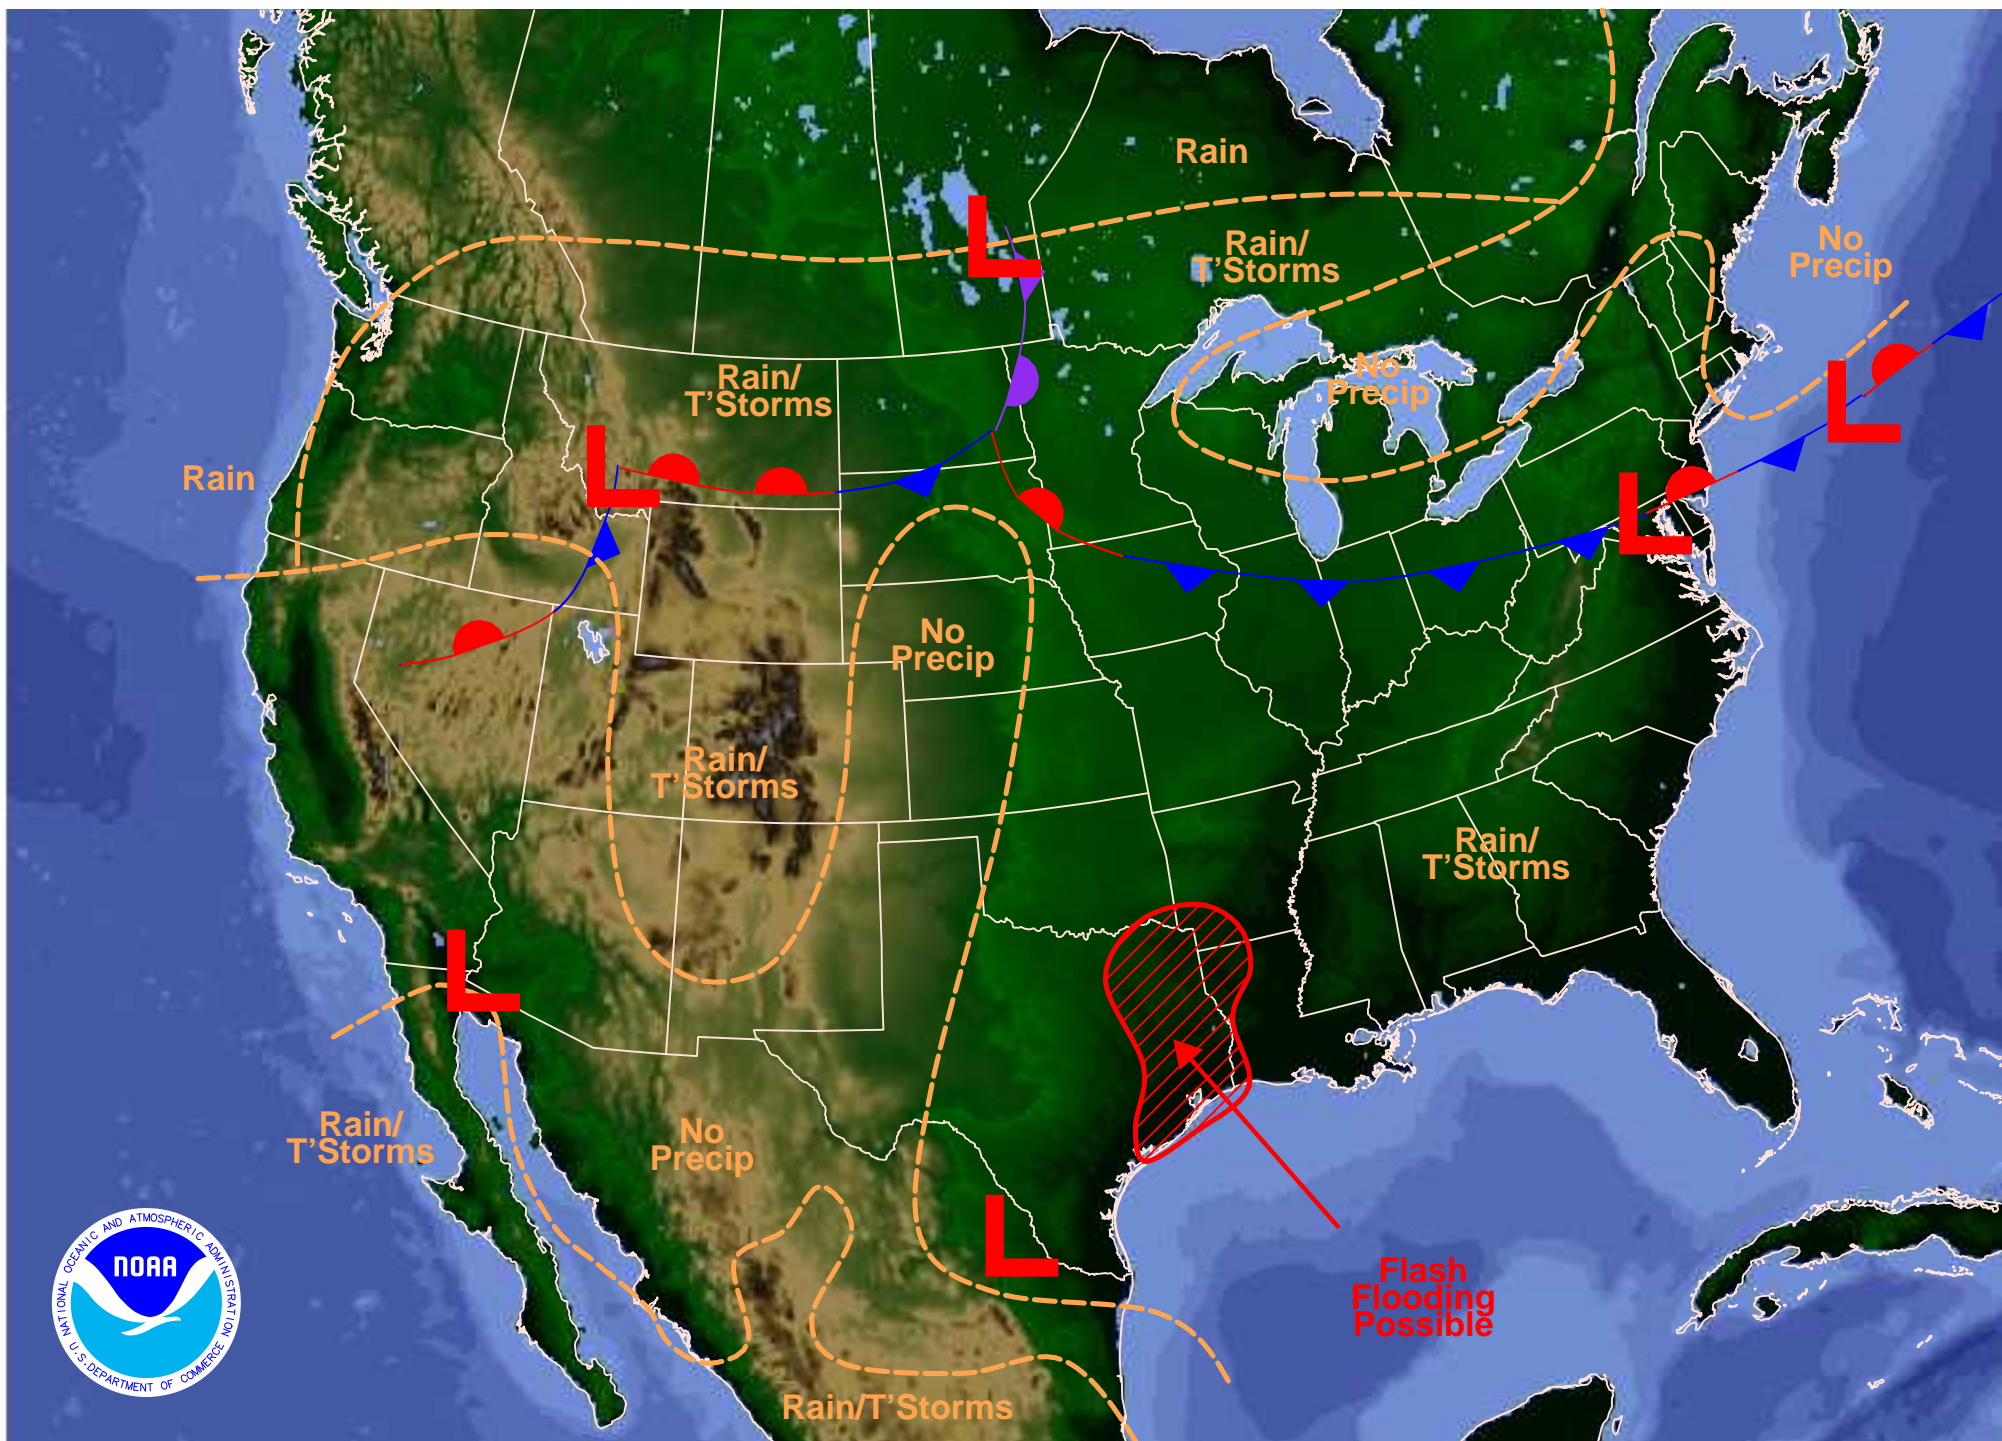 Rain
Rain/
T'Storms
No
Precip
No
Precip
Rain/
T'Storms
Rain
No
Precip
Rain/
T'Storms
Rain/
T'Storms
Rain/
T'Storms
No
Precip
Flash
Flooding
Possible
Rain/T'Storms
NATIONAL OCEANIC AND ATMOSPHERIC ADMINISTRATION
NOAA
U.S. DEPARTMENT OF COMMERCE
L
L
L
L
L
L
L